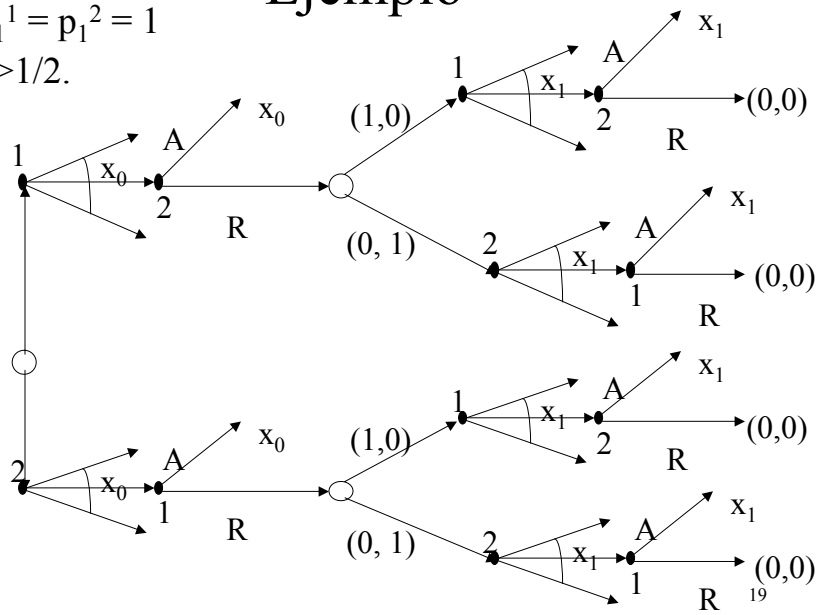 Ejemplo
₁¹ = p₁² = 1
>1/2.
1 A x₀ x₀ 2 R
(1,0) 1 x₁ A x₁ 2 (0,0) R
(0, 1) 2 x₁ A x₁ 1 (0,0) R
2 x₀ A x₀ 1 R
(1,0) 1 x₁ A x₁ 2 (0,0) R
(0, 1) 2 x₁ A x₁ 1 (0,0) R
19